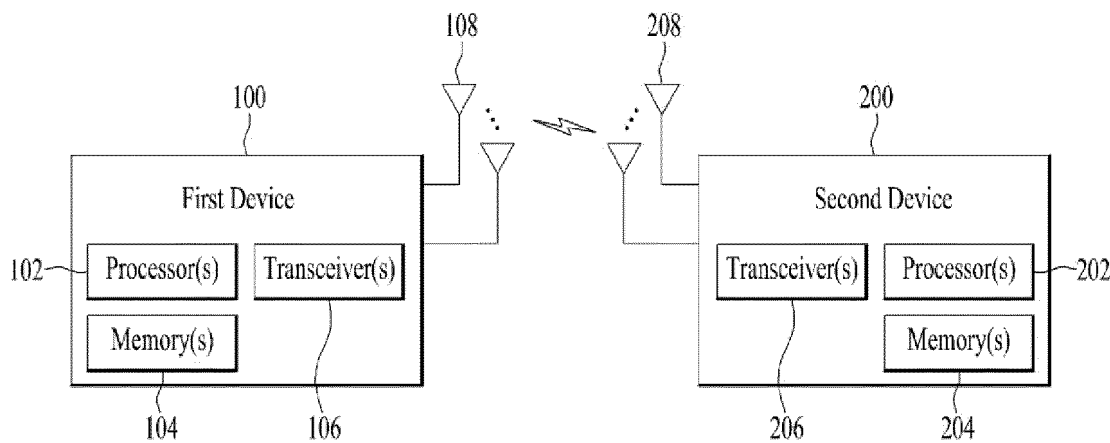 108
208
100
200
First Device
Second Device
102
Processor(s)
Transceiver(s)
Transceiver(s)
Processor(s)
202
Memory(s)
Memory(s)
104
106
206
204